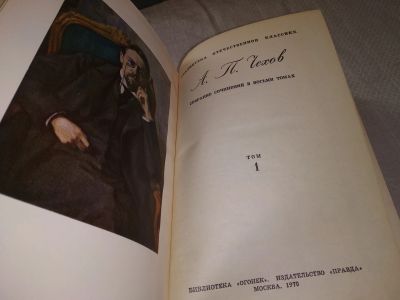 БИБЛИОТЕКА ОТЕЧЕСТВЕННОЙ КЛАССИКИ
А. П. Чехов
СОБРАНИЕ СОЧИНЕНИЙ В ВОСЬМИ ТОМАХ
ТОМ
1
БИБЛИОТЕКА «ОГОНЕК». ИЗДАТЕЛЬСТВО «ПРАВДА»
МОСКВА, 1970